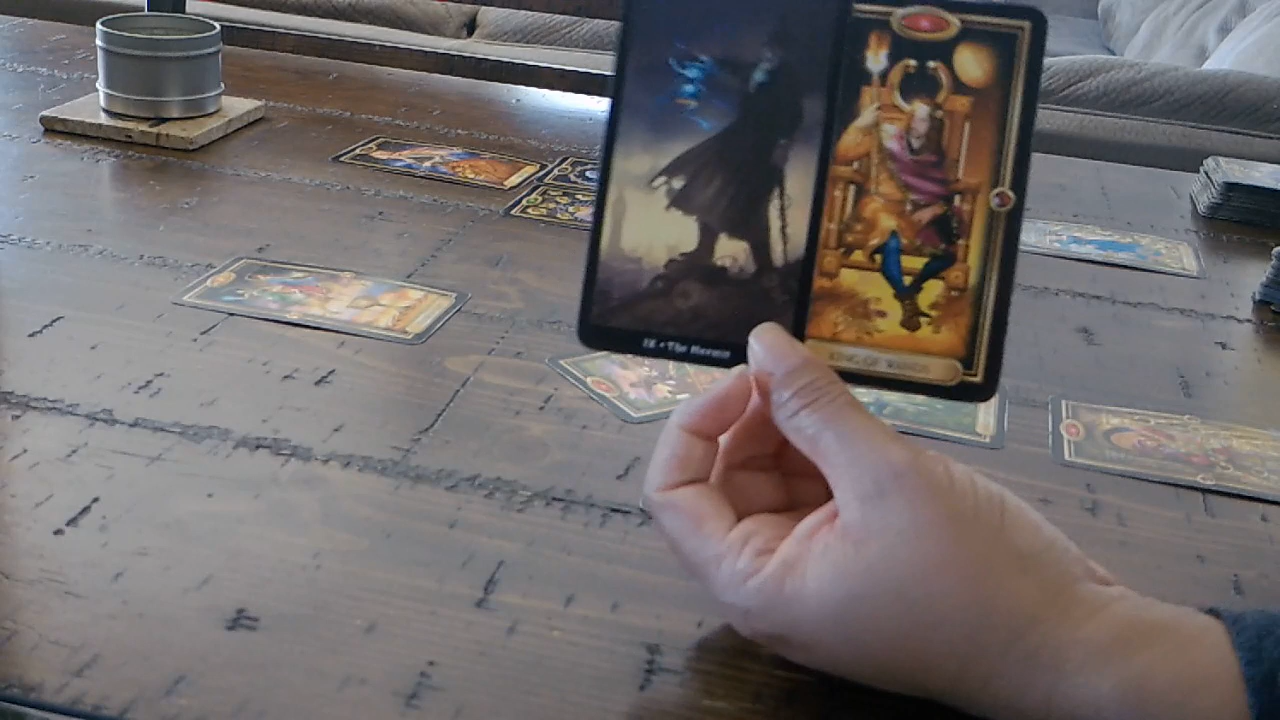 IX • The Hermit
KING OF WANDS